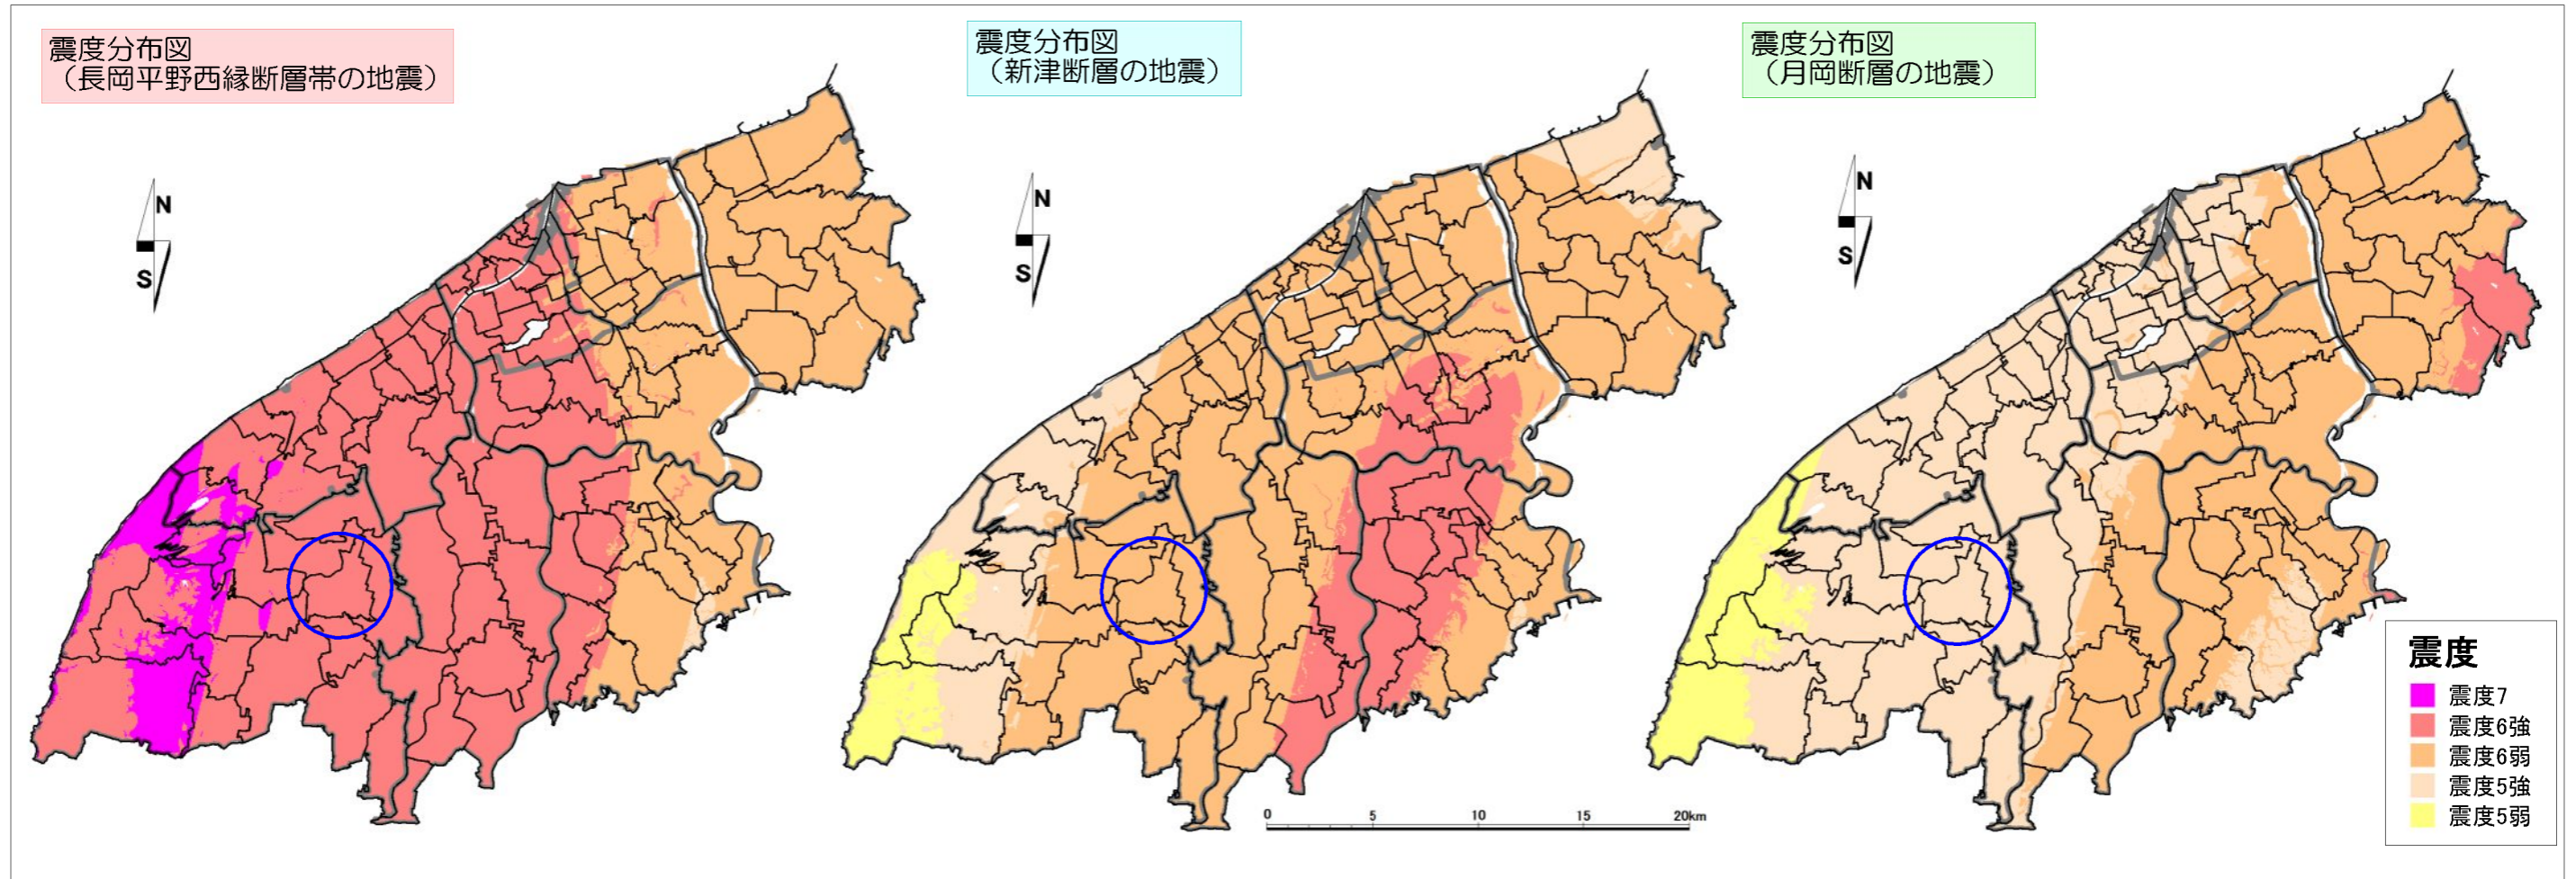 震度分布図
（長岡平野西縁断層帯の地震）
震度分布図
（新津断層の地震）
震度分布図
（月岡断層の地震）
N
S
N
S
N
S
0 5 10 15 20km
震度
震度7
震度6強
震度6弱
震度5強
震度5弱